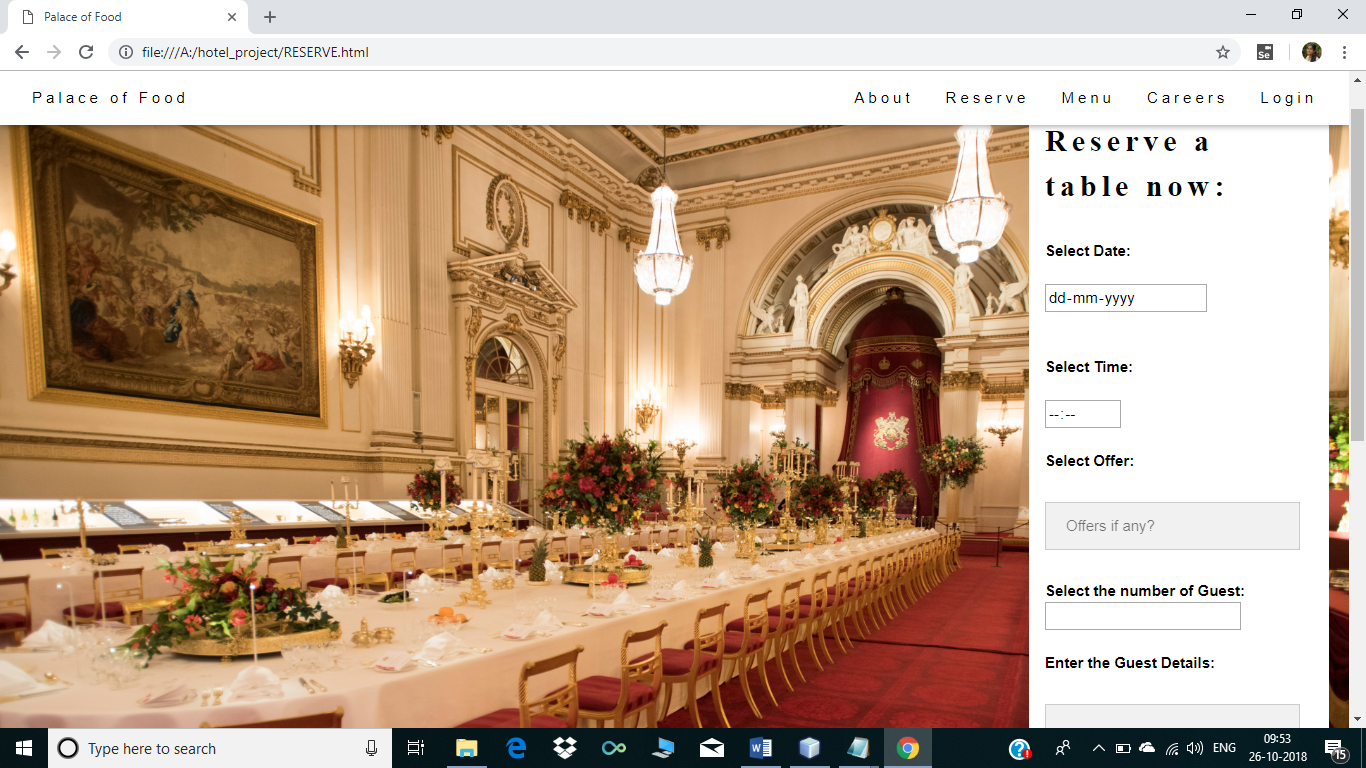 Palace of Food
file:///A:/hotel_project/RESERVE.html
Se
Palace of Food
About Reserve Menu Careers Login
Reserve a
table now:
Select Date:
dd-mm-yyyy
Select Time:
--:--
Select Offer:
Offers if any?
Select the number of Guest:
Enter the Guest Details:
Type here to search
ENG
09:53
26-10-2018
15